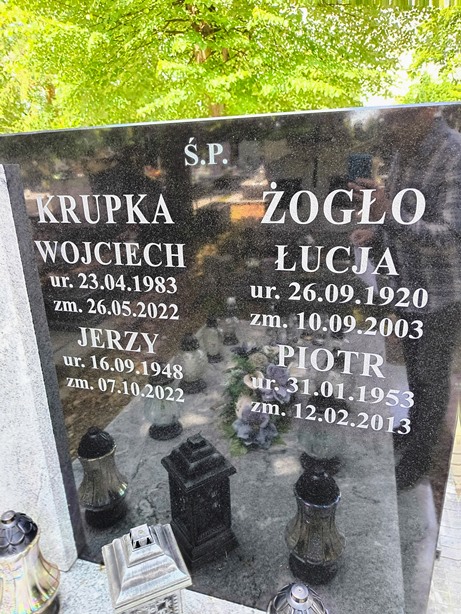 Ś.P.
KRUPKA
WOJCIECH
ur. 23.04.1983
zm. 26.05.2022
JERZY
ur. 16.09.1948
zm. 07.10.2022
ŻOGŁO
ŁUCJA
ur. 26.09.1920
zm. 10.09.2003
PIOTR
ur. 31.01.1953
zm. 12.02.2013